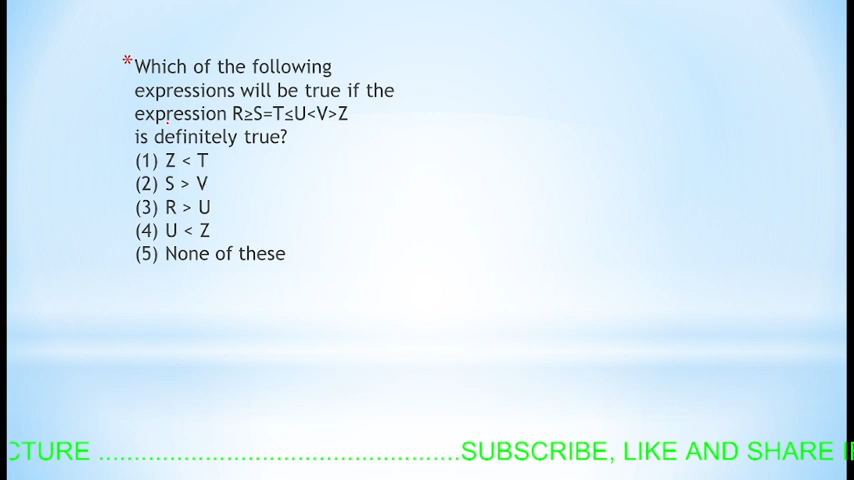 *Which of the following
expressions will be true if the
expression R≥S=T≤U<V>Z
is definitely true?
(1) Z < T
(2) S > V
(3) R > U
(4) U < Z
(5) None of these
CTURE ....................................................SUBSCRIBE, LIKE AND SHARE